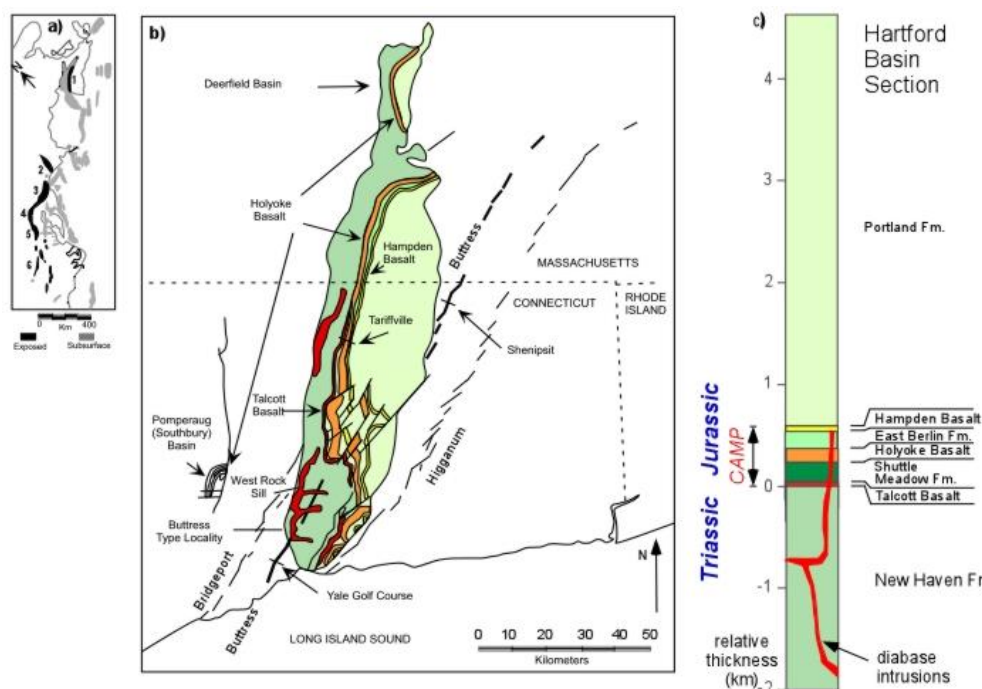 a)
N
1
2
3
4
5
6
0
400
Km
Exposed
Subsurface
b)
Deerfield Basin
Holyoke
Basalt
Hampden
Basalt
Buttress
MASSACHUSETTS
CONNECTICUT
RHODE
ISLAND
Tariffville
Shenipsit
Talcott
Basalt
Pomperaug
(Southbury)
Basin
Higganum
West Rock
Sill
Buttress
Type Locality
Bridgeport
Yale Golf Course
Buttress
N
LONG ISLAND SOUND
0 10 20 30 40 50
Kilometers
c)
Hartford
Basin
Section
4
3
Portland Fm.
2
1
Hampden Basalt
East Berlin Fm.
Holyoke Basalt
Shuttle
Meadow Fm.
Talcott Basalt
0
Triassic Jurassic
CAMP
-1
New Haven Fr
relative
thickness
(km)
diabase
intrusions
-2